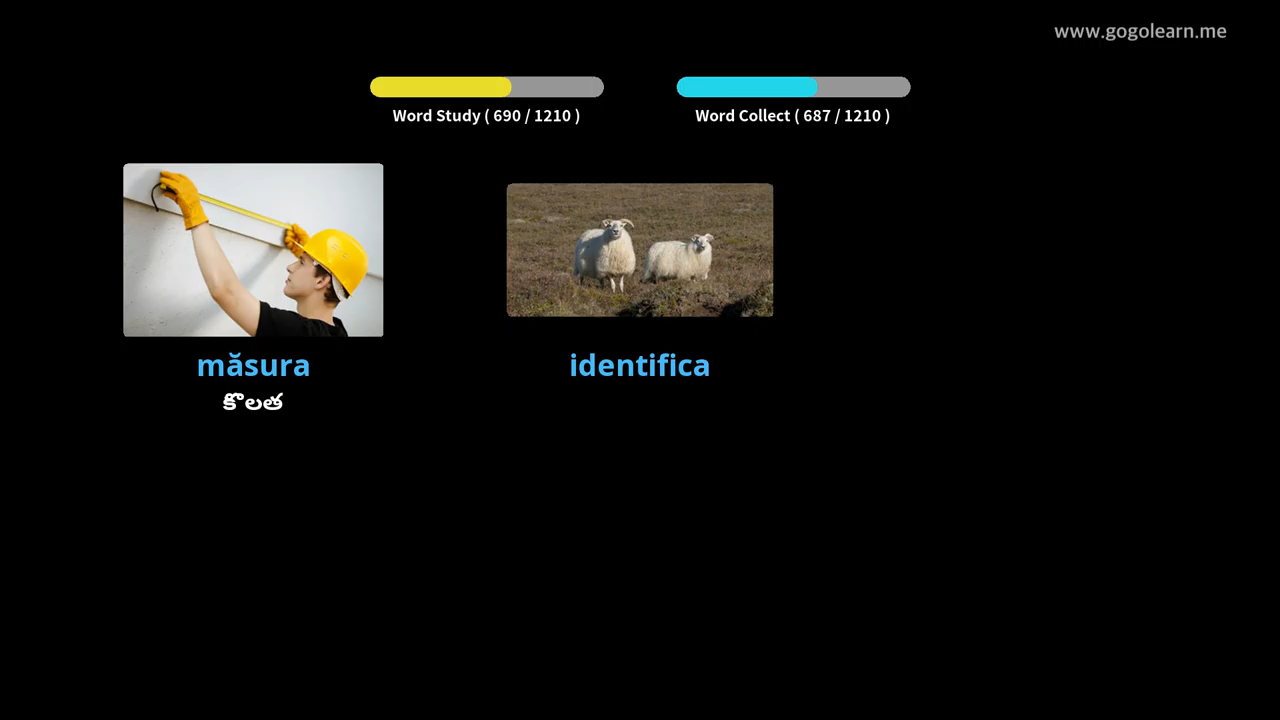 www.gogolearn.me
Word Study ( 690 / 1210 )
Word Collect ( 687 / 1210 )
măsura
కొలత
identifica